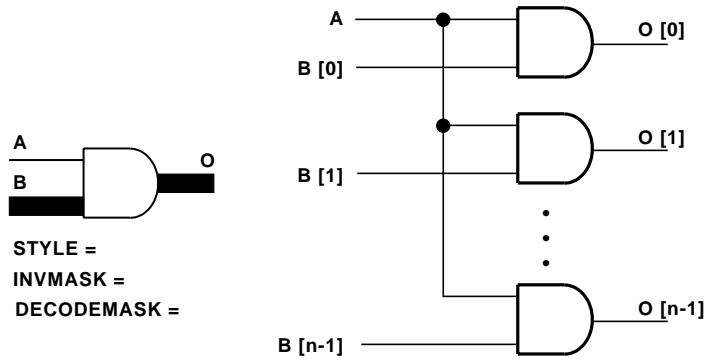 A
B
O
STYLE =
INVMASK =
DECODEMASK =
A
B [0]
O [0]
B [1]
O [1]
B [n-1]
O [n-1]